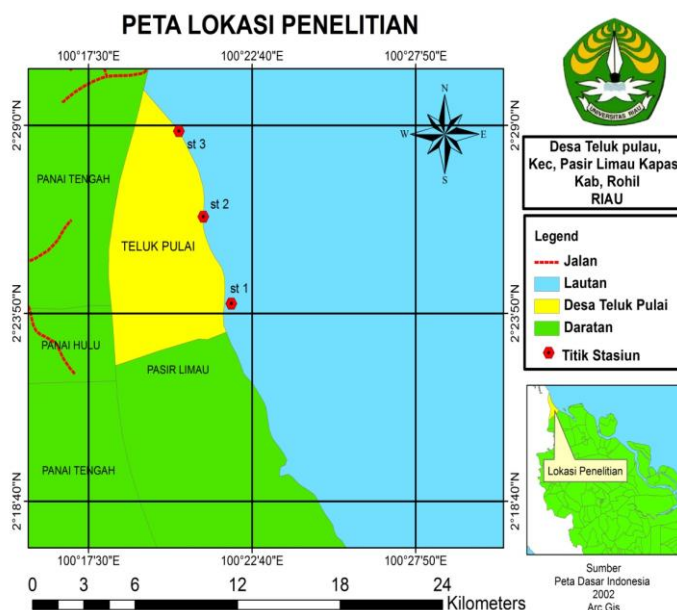 PETA LOKASI PENELITIAN
100°17'30"E 100°22'40"E 100°27'50"E
2°29'0"N
2°29'0"N
N
W E
S
st 3
PANAI TENGAH
st 2
TELUK PULAI
st 1
2°23'50"N
2°23'50"N
PANAI HULU
PASIR LIMAU
PANAI TENGAH
2°18'40"N
2°18'40"N
100°17'30"E 100°22'40"E 100°27'50"E
0 3 6 12 18 24
Kilometers
UNIVERSITAS RIAU
Desa Teluk pulau,
Kec, Pasir Limau Kapas
Kab, Rohil
RIAU
Legend
Jalan
Lautan
Desa Teluk Pulai
Daratan
Titik Stasiun
Lokasi Penelitian
Sumber
Peta Dasar Indonesia
2002
Arc Gis